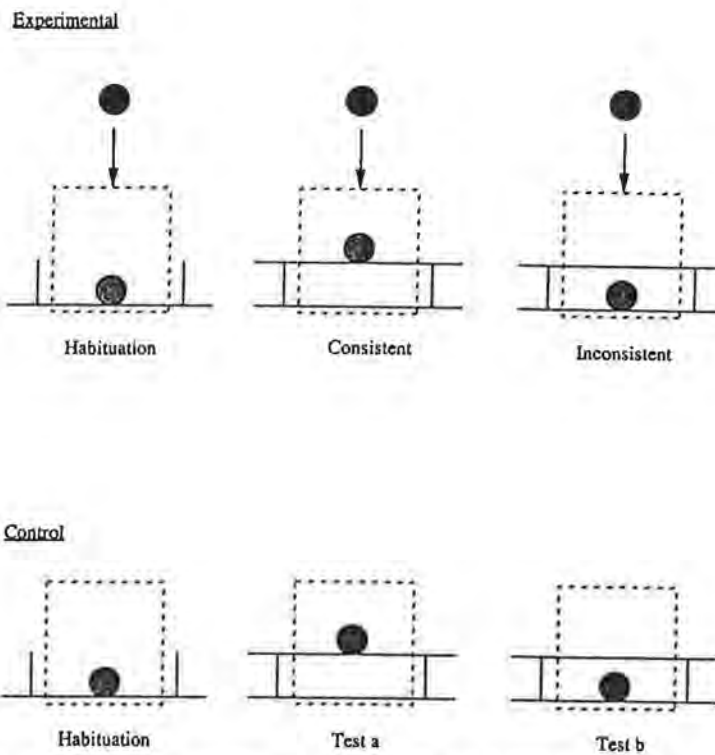 Experimental
Habituation
Consistent
Inconsistent
Control
Habituation
Test a
Test b